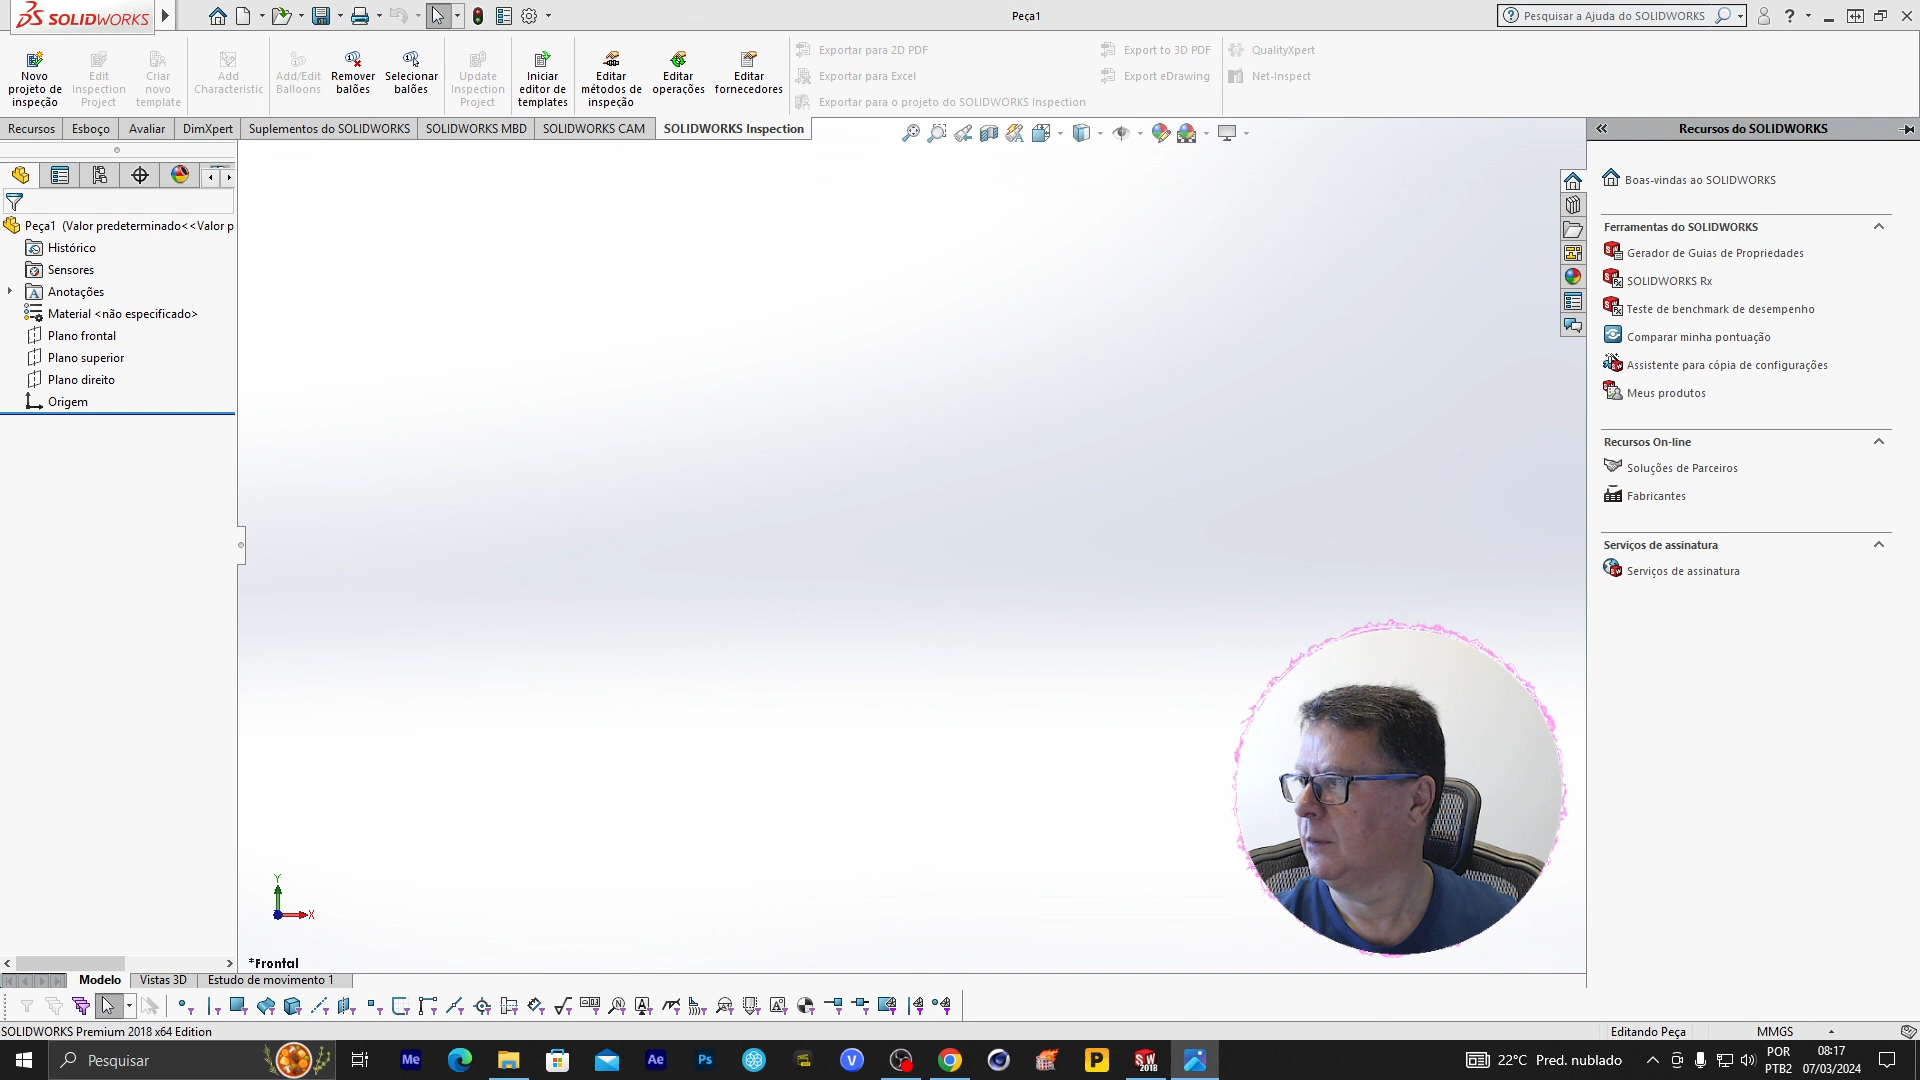 SOLIDWORKS
Peça1
Pesquisar a Ajuda do SOLIDWORKS
Novo projeto de inspeção
Edit Inspection Project
Criar novo template
Add Characteristic
Add/Edit Balloons
Remover balões
Selecionar balões
Update Inspection Project
Iniciar editor de templates
Editar métodos de inspeção
Editar operações
Editar fornecedores
Exportar para 2D PDF
Exportar para Excel
Exportar para o projeto do SOLIDWORKS Inspection
Export to 3D PDF
Export eDrawing
QualityXpert
Net-Inspect
Recursos
Esboço
Avaliar
DimXpert
Suplementos do SOLIDWORKS
SOLIDWORKS MBD
SOLIDWORKS CAM
SOLIDWORKS Inspection
Peça1 (Valor predeterminado<<Valor p
Histórico
Sensores
Anotações
Material <não especificado>
Plano frontal
Plano superior
Plano direito
Origem
Y
X
*Frontal
Recursos do SOLIDWORKS
Boas-vindas ao SOLIDWORKS
Ferramentas do SOLIDWORKS
Gerador de Guias de Propriedades
SOLIDWORKS Rx
Teste de benchmark de desempenho
Comparar minha pontuação
Assistente para cópia de configurações
Meus produtos
Recursos On-line
Soluções de Parceiros
Fabricantes
Serviços de assinatura
Serviços de assinatura
Modelo
Vistas 3D
Estudo de movimento 1
SOLIDWORKS Premium 2018 x64 Edition
Editando Peça
MMGS
Pesquisar
Me
Ae
Ps
V
P
SW 2018
22°C Pred. nublado
POR
PTB2
08:17
07/03/2024